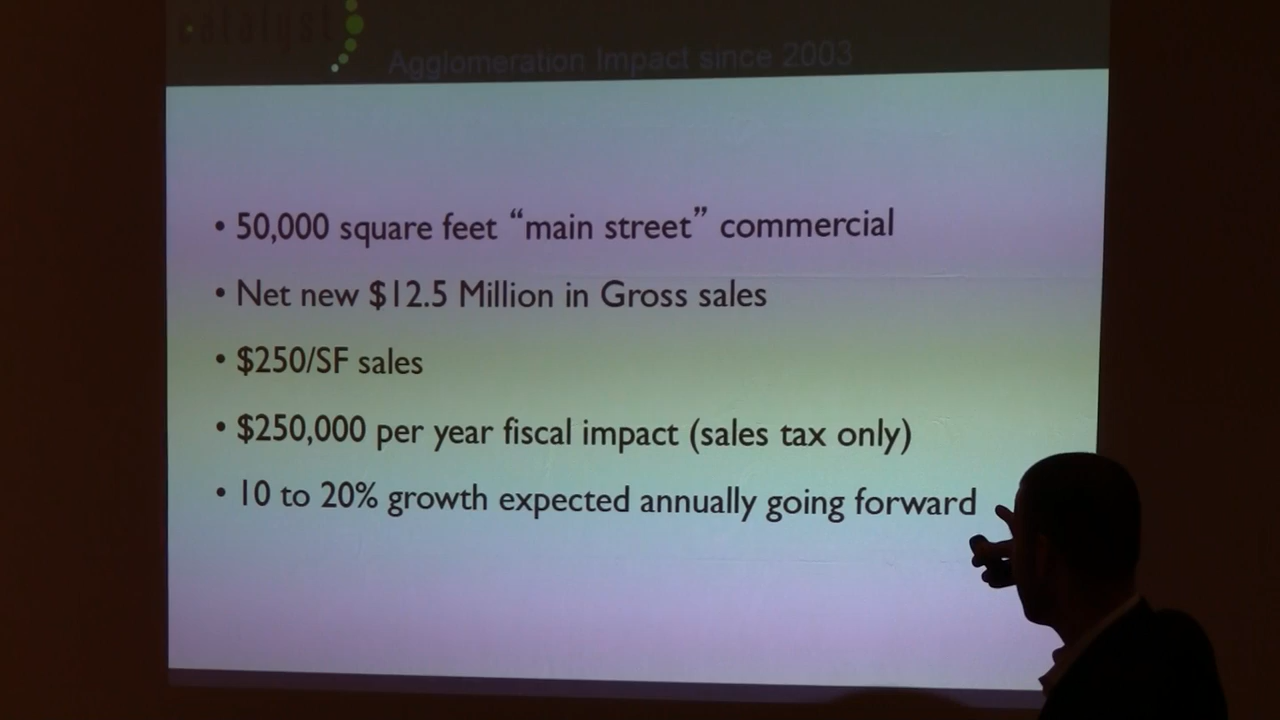 catalyst
Agglomeration Impact since 2003
• 50,000 square feet “main street” commercial
• Net new $12.5 Million in Gross sales
• $250/SF sales
• $250,000 per year fiscal impact (sales tax only)
• 10 to 20% growth expected annually going forward